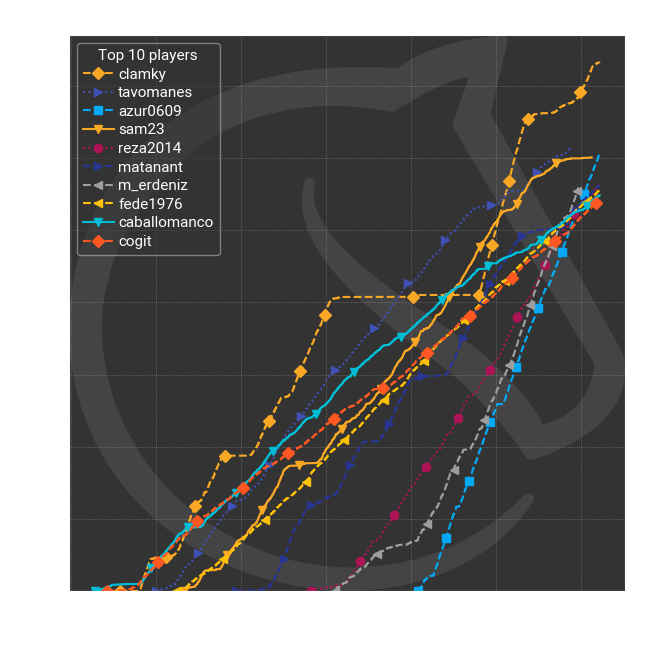 Top 10 players
clamky
tavomanes
azur0609
sam23
reza2014
matanant
m_erdeniz
fede1976
caballomanco
cogit